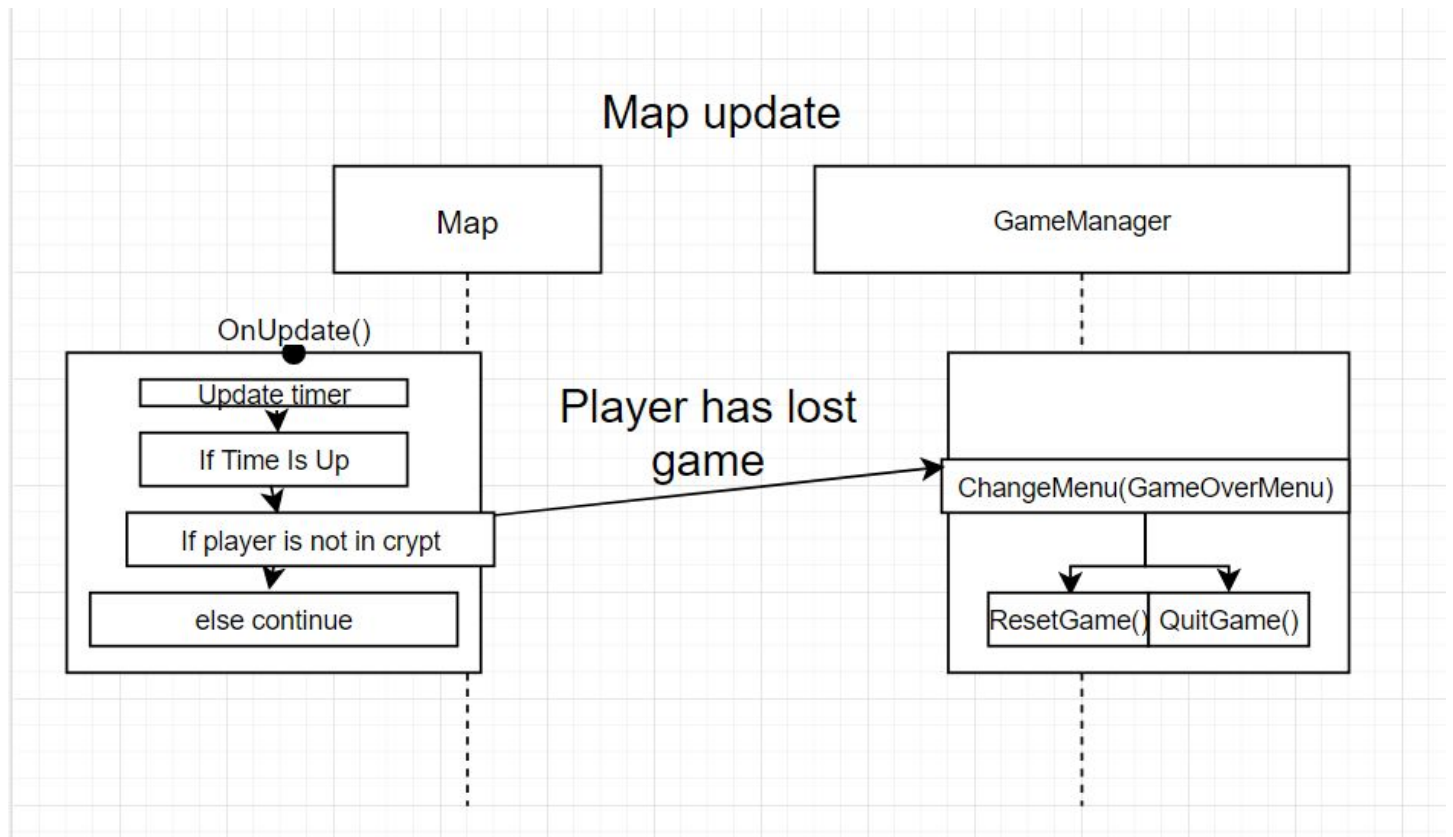 Map update
Map
GameManager
OnUpdate()
Update timer
If Time Is Up
If player is not in crypt
else continue
Player has lost
game
ChangeMenu(GameOverMenu)
ResetGame()
QuitGame()